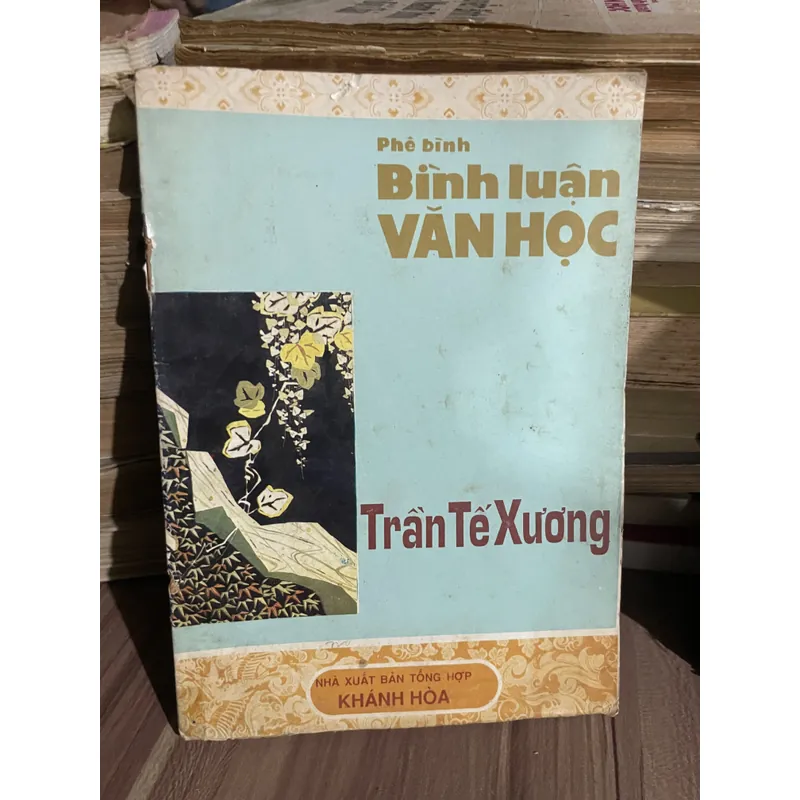 Phê bình
Bình luận
VĂN HỌC
Trần Tế Xương
NHÀ XUẤT BẢN TỔNG HỢP
KHÁNH HÒA